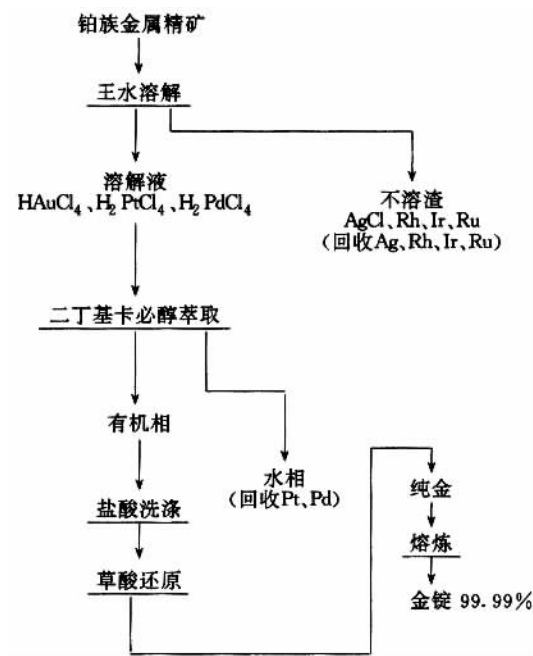 铂族金属精矿
王水溶解
溶解液
HAuCl₄、H₂PtCl₄、H₂PdCl₄
不溶渣
AgCl、Rh、Ir、Ru
(回收Ag、Rh、Ir、Ru)
二丁基卡必醇萃取
有机相
水相
(回收Pt、Pd)
盐酸洗涤
草酸还原
纯金
熔炼
金锭 99.99%